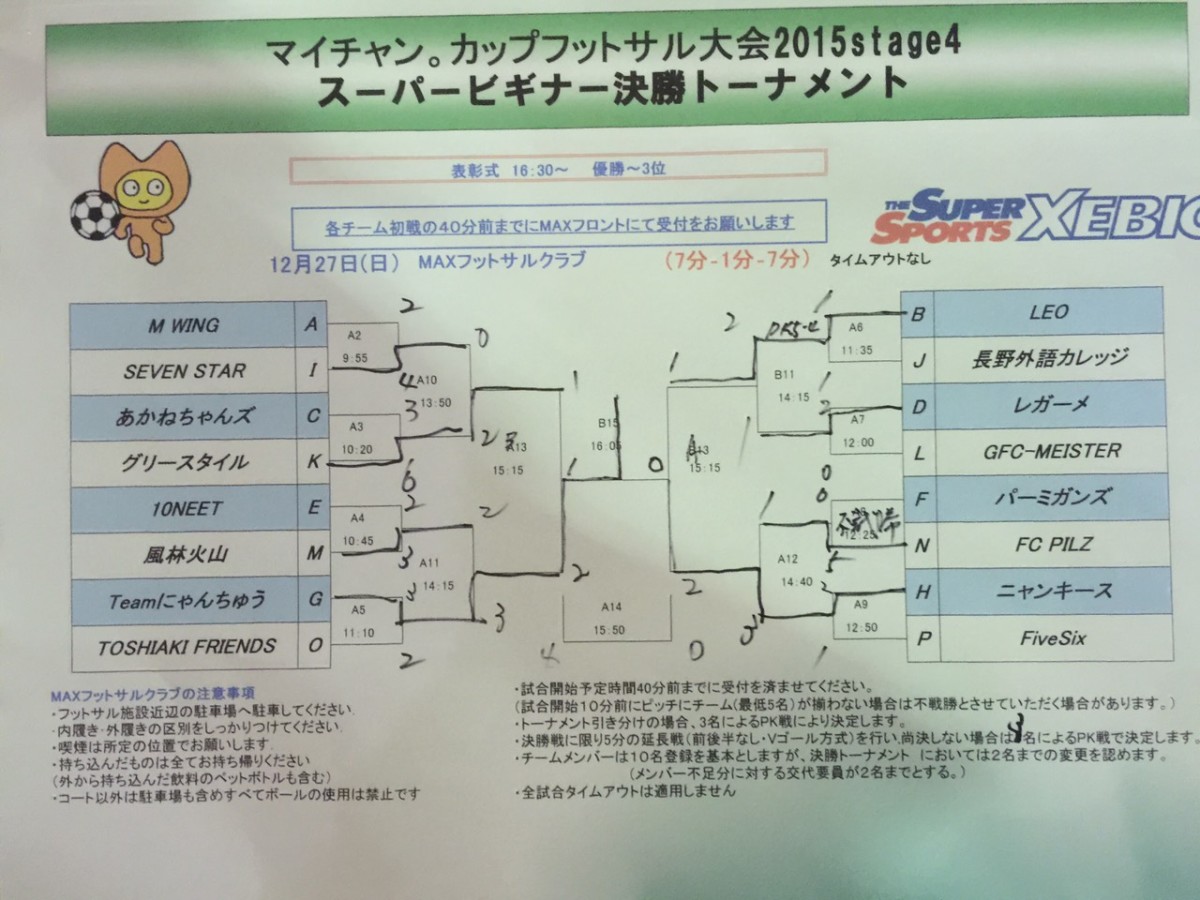 マイチャン。カップフットサル大会2015stage4
スーパービギナー決勝トーナメント
表彰式 16:30～ 優勝～3位
各チーム初戦の40分前までにMAXフロントにて受付をお願いします
THE SUPER SPORTS XEBIO
12月27日(日) MAXフットサルクラブ (7分-1分-7分) タイムアウトなし
M WING A
SEVEN STAR I
あかねちゃんズ C
グリースタイル K
10NEET E
風林火山 M
Teamにゃんちゅう G
TOSHIAKI FRIENDS O
A2
9:55
A3
10:20
A4
10:45
A5
11:10
2
4
3
6
2
3
3
2
A10
13:50
A11
14:15
0
2
2
3
A13
15:15
1
2
B15
16:05
1 0
A14
15:50
4 0
1
2
A13
15:15
2
1
1
3
PK5-4
B11
14:15
A12
14:40
1
1
2
0
0
5
2
1
A6
11:35
A7
12:00
不戦勝
12:25
A9
12:50
B LEO
J 長野外語カレッジ
D レガーメ
L GFC-MEISTER
F パーミガンズ
N FC PILZ
H ニャンキース
P FiveSix
MAXフットサルクラブの注意事項
・フットサル施設近辺の駐車場へ駐車してください.
・内履き・外履きの区別をしっかりつけてください.
・喫煙は所定の位置でお願いします.
・持ち込んだものは全てお持ち帰りください
(外から持ち込んだ飲料のペットボトルも含む)
・コート以外は駐車場も含めすべてボールの使用は禁止です
・試合開始予定時間40分前までに受付を済ませてください。
(試合開始10分前にピッチにチーム(最低5名)が揃わない場合は不戦勝とさせていただく場合があります。)
・トーナメント引き分けの場合、3名によるPK戦により決定します。
・決勝戦に限り5分の延長戦(前後半なし・Vゴール方式)を行い,尚決しない場合は3名によるPK戦で決定します。
・チームメンバーは10名登録を基本としますが、決勝トーナメント においては2名までの変更を認めます。
(メンバー不足分に対する交代要員が2名までとする。)
・全試合タイムアウトは適用しません